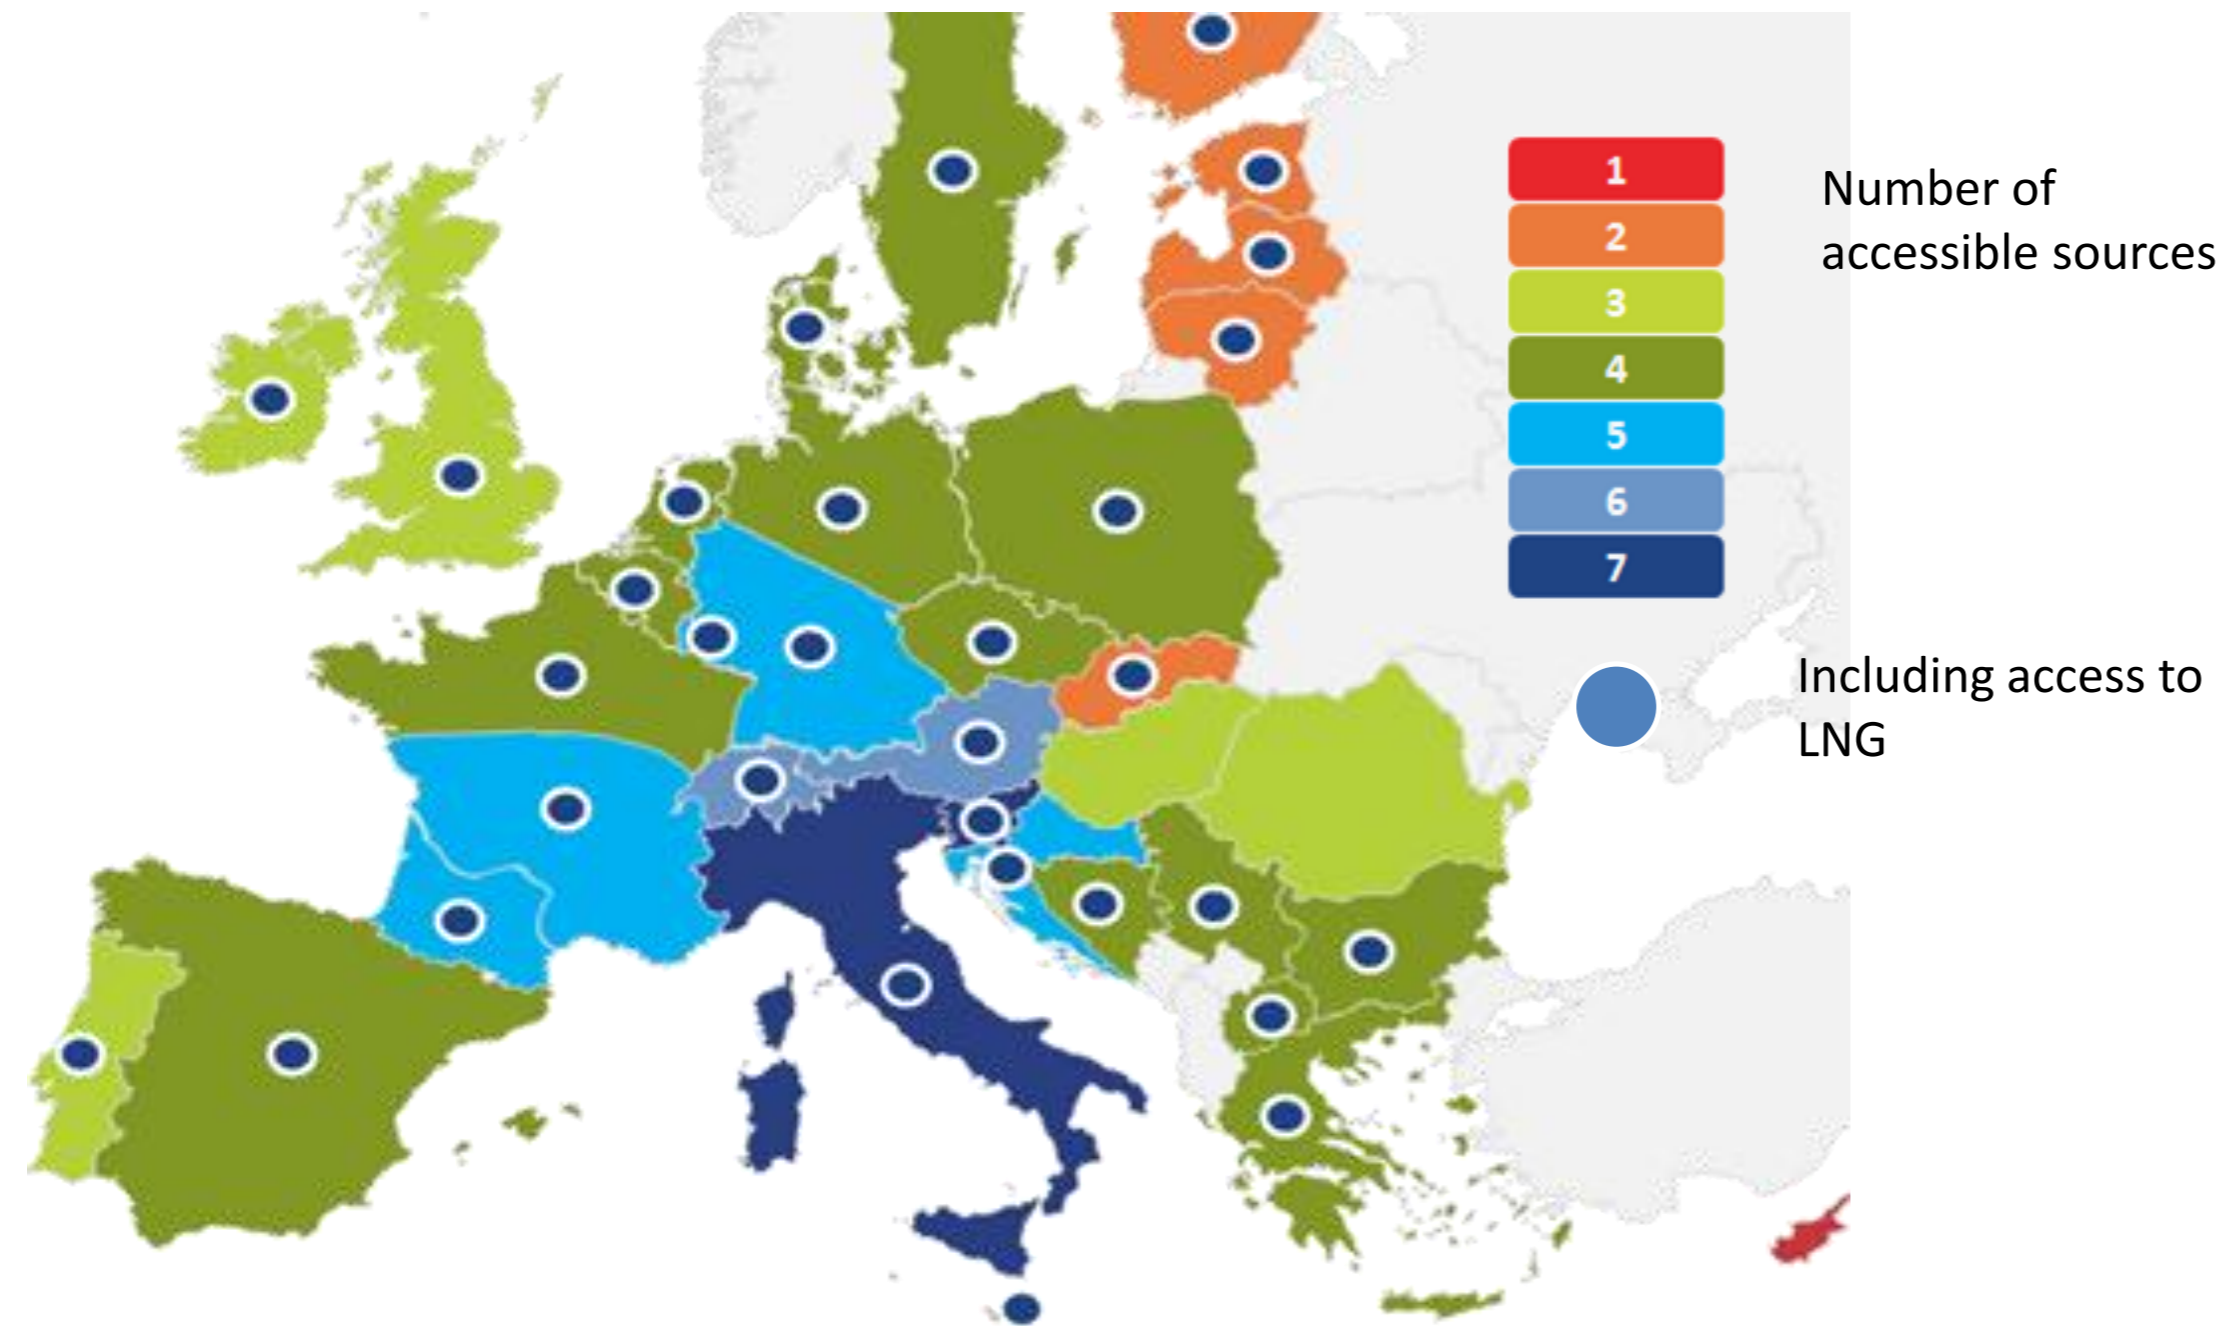 1
2
3
4
5
6
7
Number of
accessible sources
Including access to
LNG